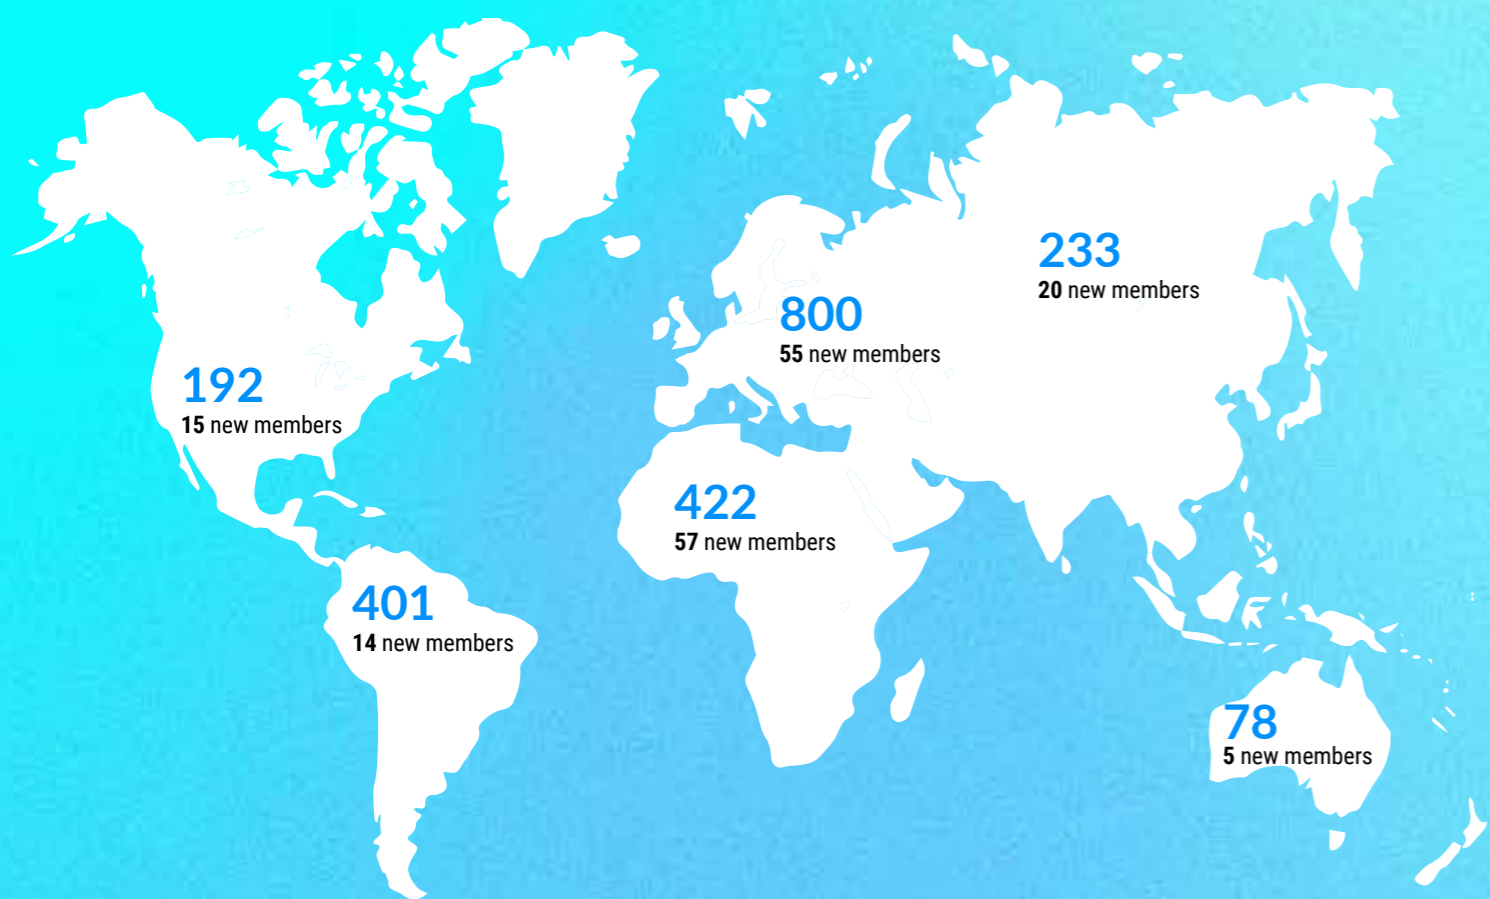 233
20 new members
800
55 new members
192
15 new members
422
57 new members
401
14 new members
78
5 new members